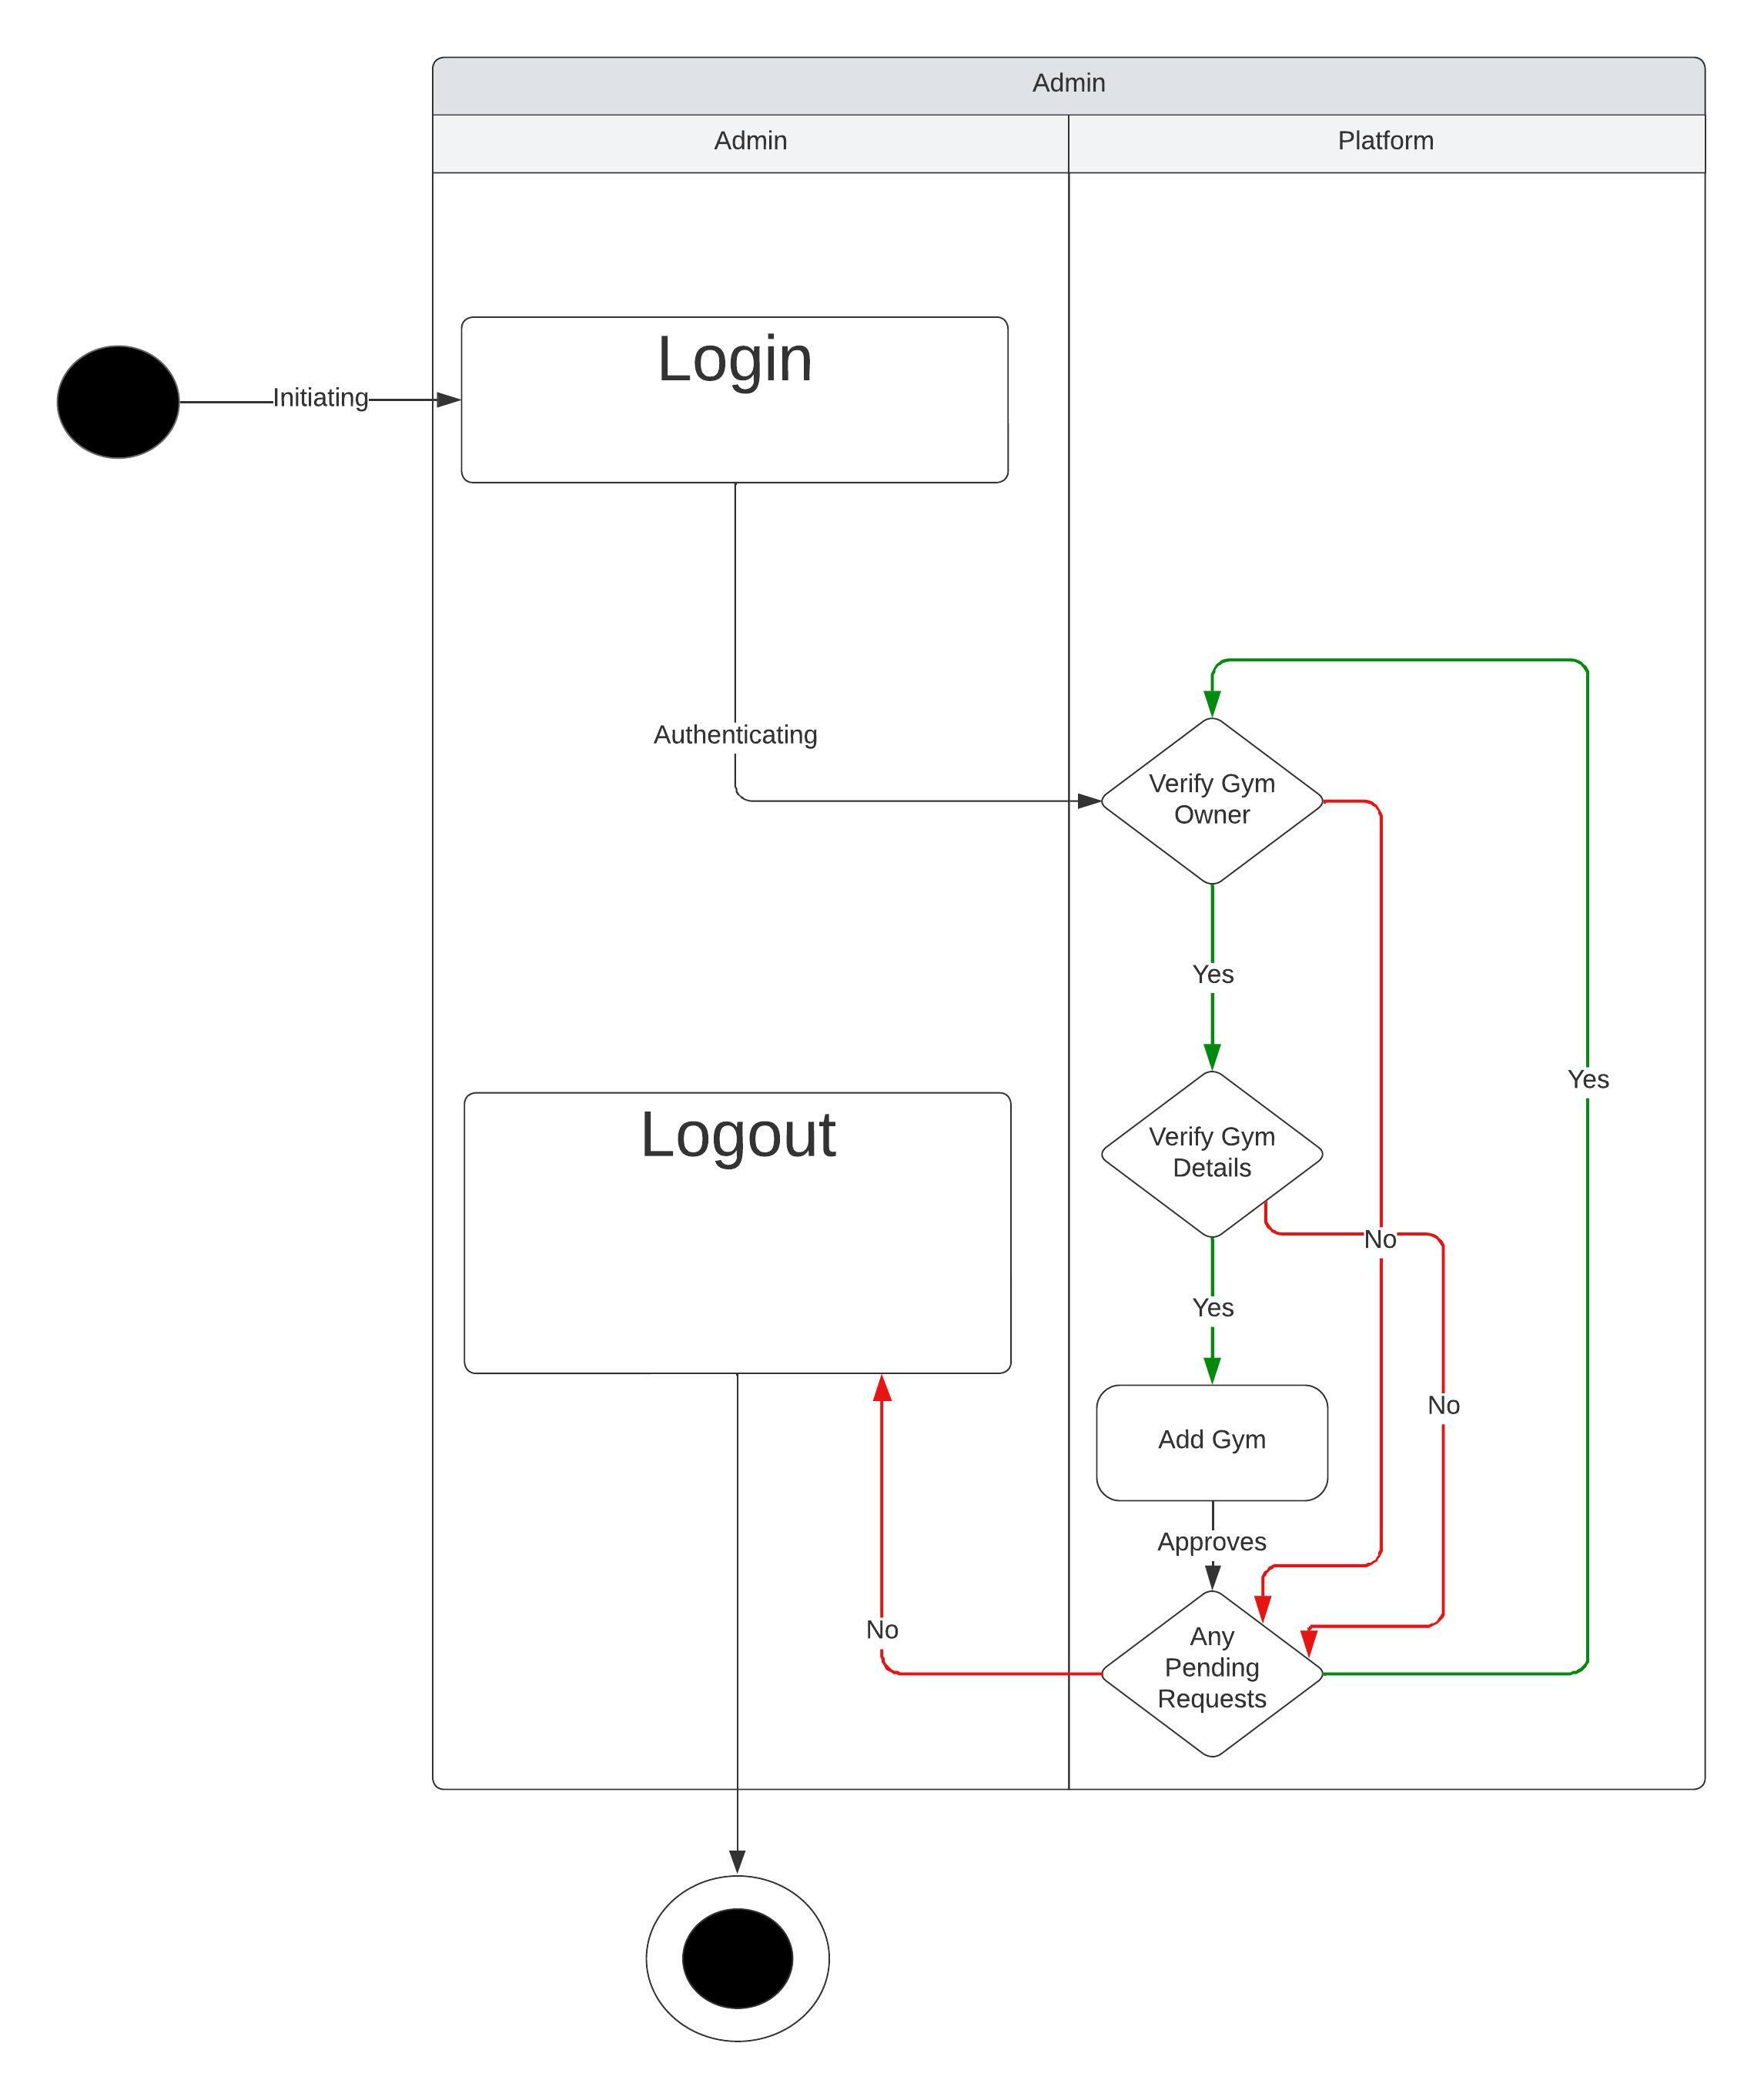 Admin
Admin
Platform
Login
Initiating
Authenticating
Verify Gym
Owner
Yes
Yes
Logout
Verify Gym
Details
No
Yes
No
Add Gym
Approves
No
Any
Pending
Requests